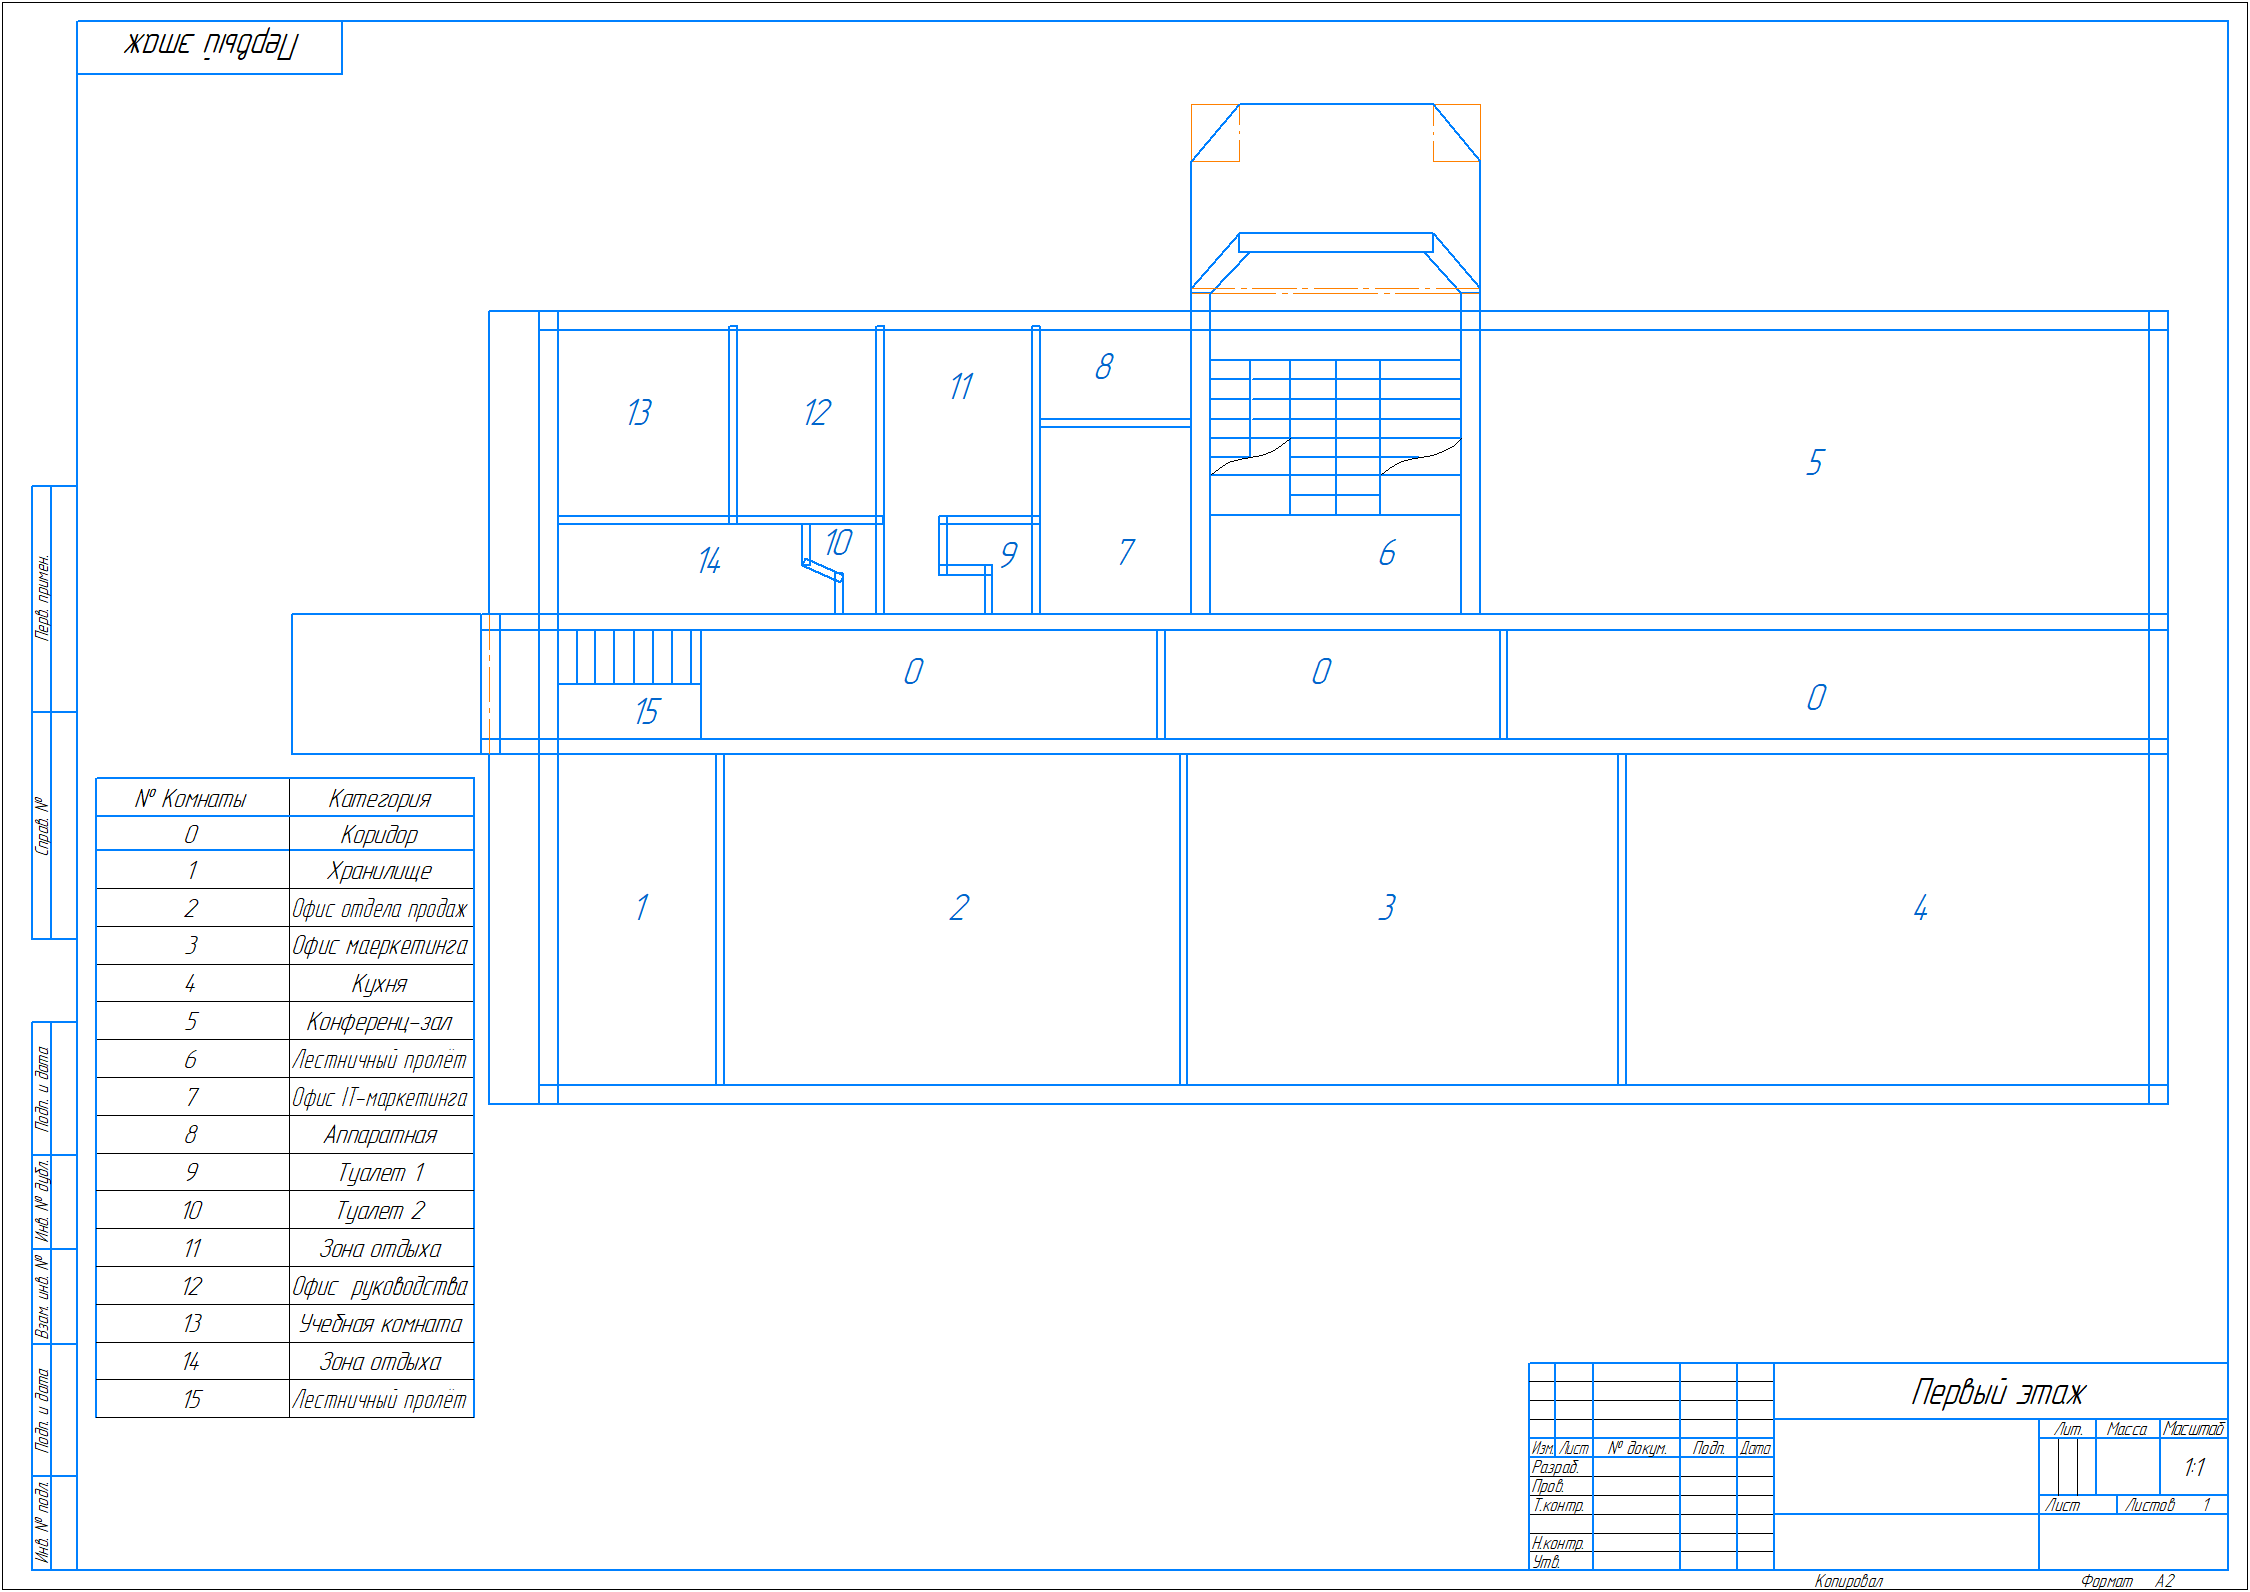 Первый этаж
13
12
11
8
5
14
10
9
7
6
0
0
0
15
1
2
3
4
№ Комнаты Категория
0 Коридор
1 Хранилище
2 Офис отдела продаж
3 Офис маеркетинга
4 Кухня
5 Конференц-зал
6 Лестничный пролёт
7 Офис IT-маркетинга
8 Аппаратная
9 Туалет 1
10 Туалет 2
11 Зона отдыха
12 Офис руководства
13 Учебная комната
14 Зона отдыха
15 Лестничный пролёт
Перв. примен.
Справ. №
Подп. и дата
Инв. № дубл.
Взам. инв. №
Подп. и дата
Инв. № подл.
Первый этаж
Лит. Масса Масштаб
1:1
Изм. Лист № докум. Подп. Дата
Разраб.
Пров.
Т.контр.
Лист Листов 1
Н.контр.
Утв.
Копировал Формат А2